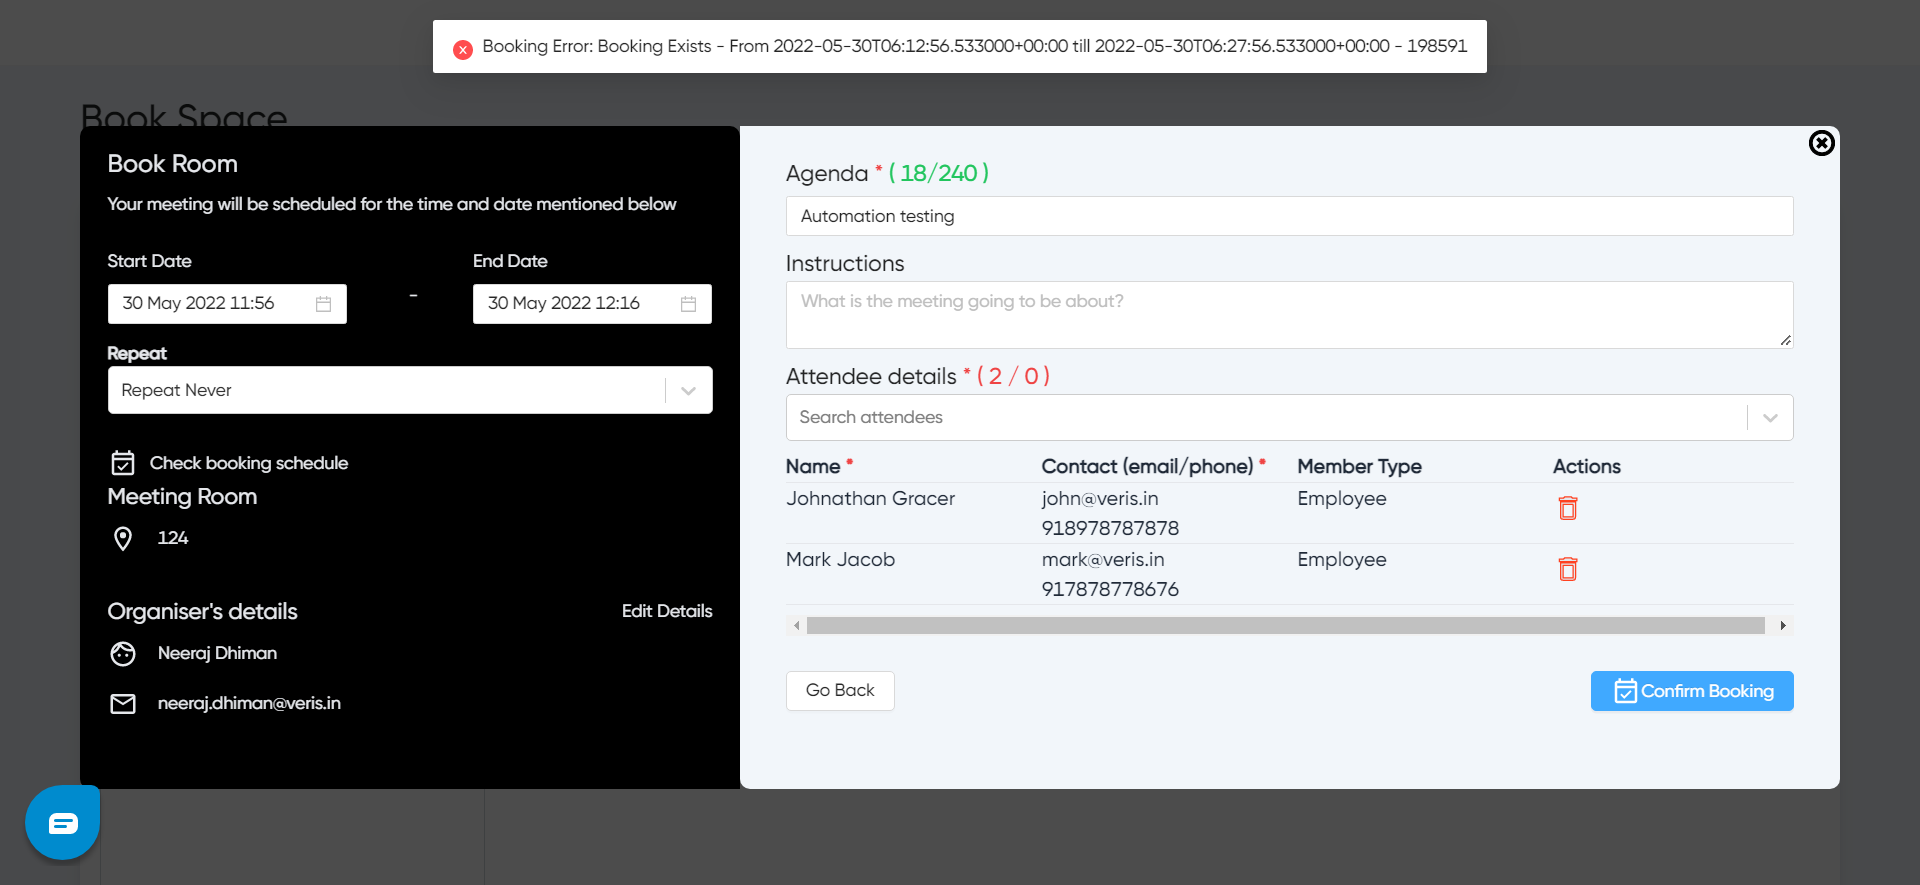 Booking Error: Booking Exists - From 2022-05-30T06:12:56.533000+00:00 till 2022-05-30T06:27:56.533000+00:00 - 198591
Book Space
Book Room
Your meeting will be scheduled for the time and date mentioned below
Start Date
End Date
30 May 2022 11:56
-
30 May 2022 12:16
Repeat
Repeat Never
Check booking schedule
Meeting Room
124
Organiser's details
Edit Details
Neeraj Dhiman
neeraj.dhiman@veris.in
Agenda * ( 18/240 )
Automation testing
Instructions
What is the meeting going to be about?
Attendee details * ( 2 / 0 )
Search attendees
Name * Contact (email/phone) * Member Type Actions
Johnathan Gracer john@veris.in Employee
918978787878
Mark Jacob mark@veris.in Employee
917878778676
Go Back
Confirm Booking